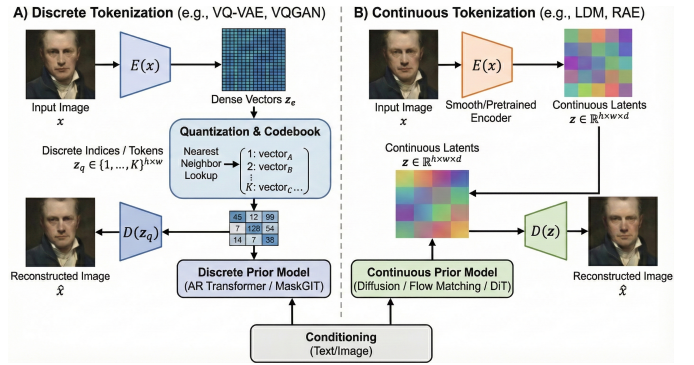 A) Discrete Tokenization (e.g., VQ-VAE, VQGAN)
E(x)
Input Image
x
Dense Vectors z_e
Quantization & Codebook
Discrete Indices / Tokens
z_q ∈ {1, ..., K}^{h×w}
Nearest
Neighbor
Lookup
1: vector_A
2: vector_B
⋮
K: vector_C...
45 12 99
7 128 54
14 7 38
D(z_q)
Reconstructed Image
x̂
Discrete Prior Model
(AR Transformer / MaskGIT)
B) Continuous Tokenization (e.g., LDM, RAE)
E(x)
Input Image
x
Smooth/Pretrained
Encoder
Continuous Latents
z ∈ ℝ^{h×w×d}
Continuous Latents
z ∈ ℝ^{h×w×d}
D(z)
Reconstructed Image
x̂
Continuous Prior Model
(Diffusion / Flow Matching / DiT)
Conditioning
(Text/Image)